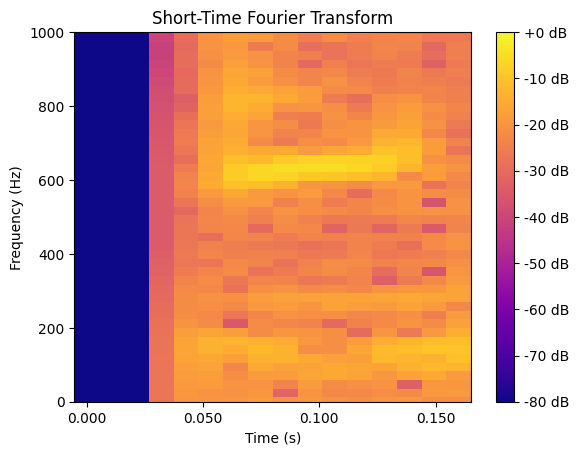 Short-Time Fourier Transform
Frequency (Hz)
1000
800
600
400
200
0
0.000
0.050
0.100
0.150
Time (s)
+0 dB
-10 dB
-20 dB
-30 dB
-40 dB
-50 dB
-60 dB
-70 dB
-80 dB